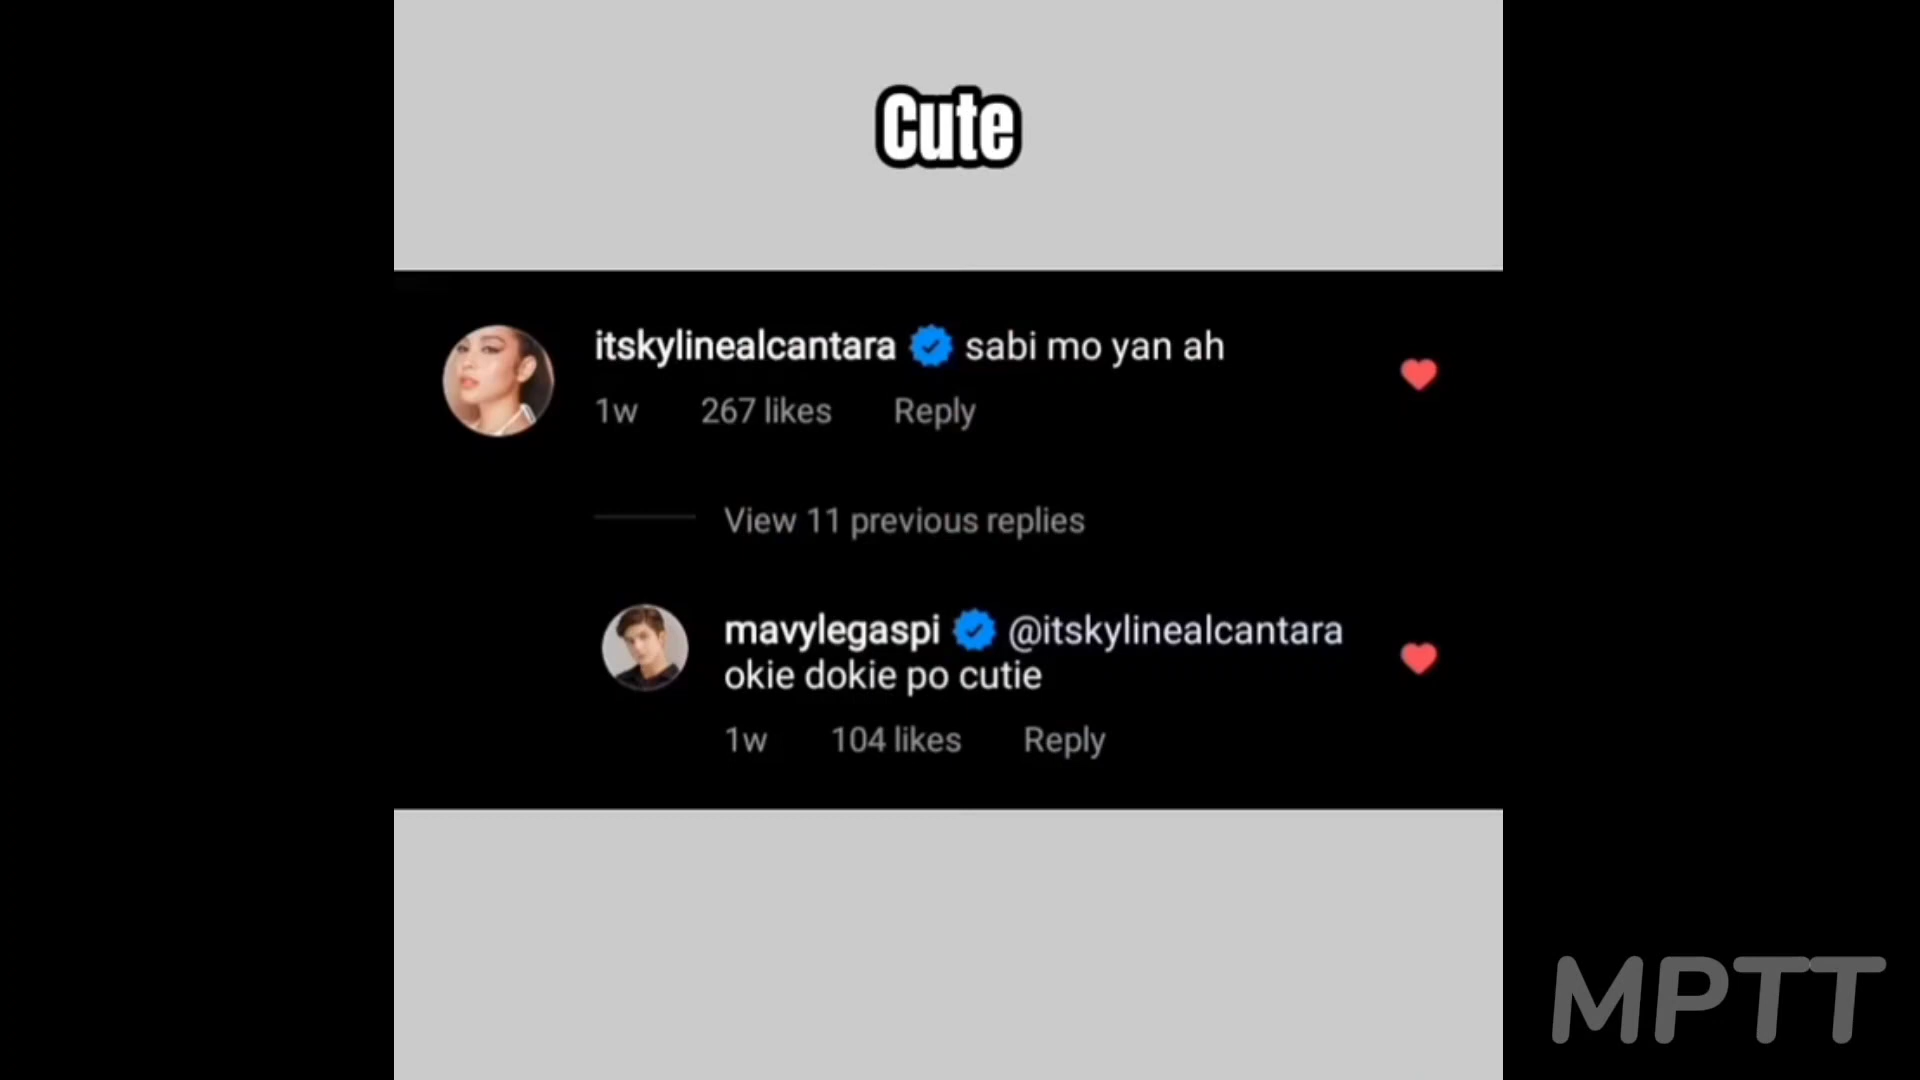 Cute
itskylinealcantara sabi mo yan ah
1w 267 likes Reply
View 11 previous replies
mavylegaspi @itskylinealcantara
okie dokie po cutie
1w 104 likes Reply
MPTT